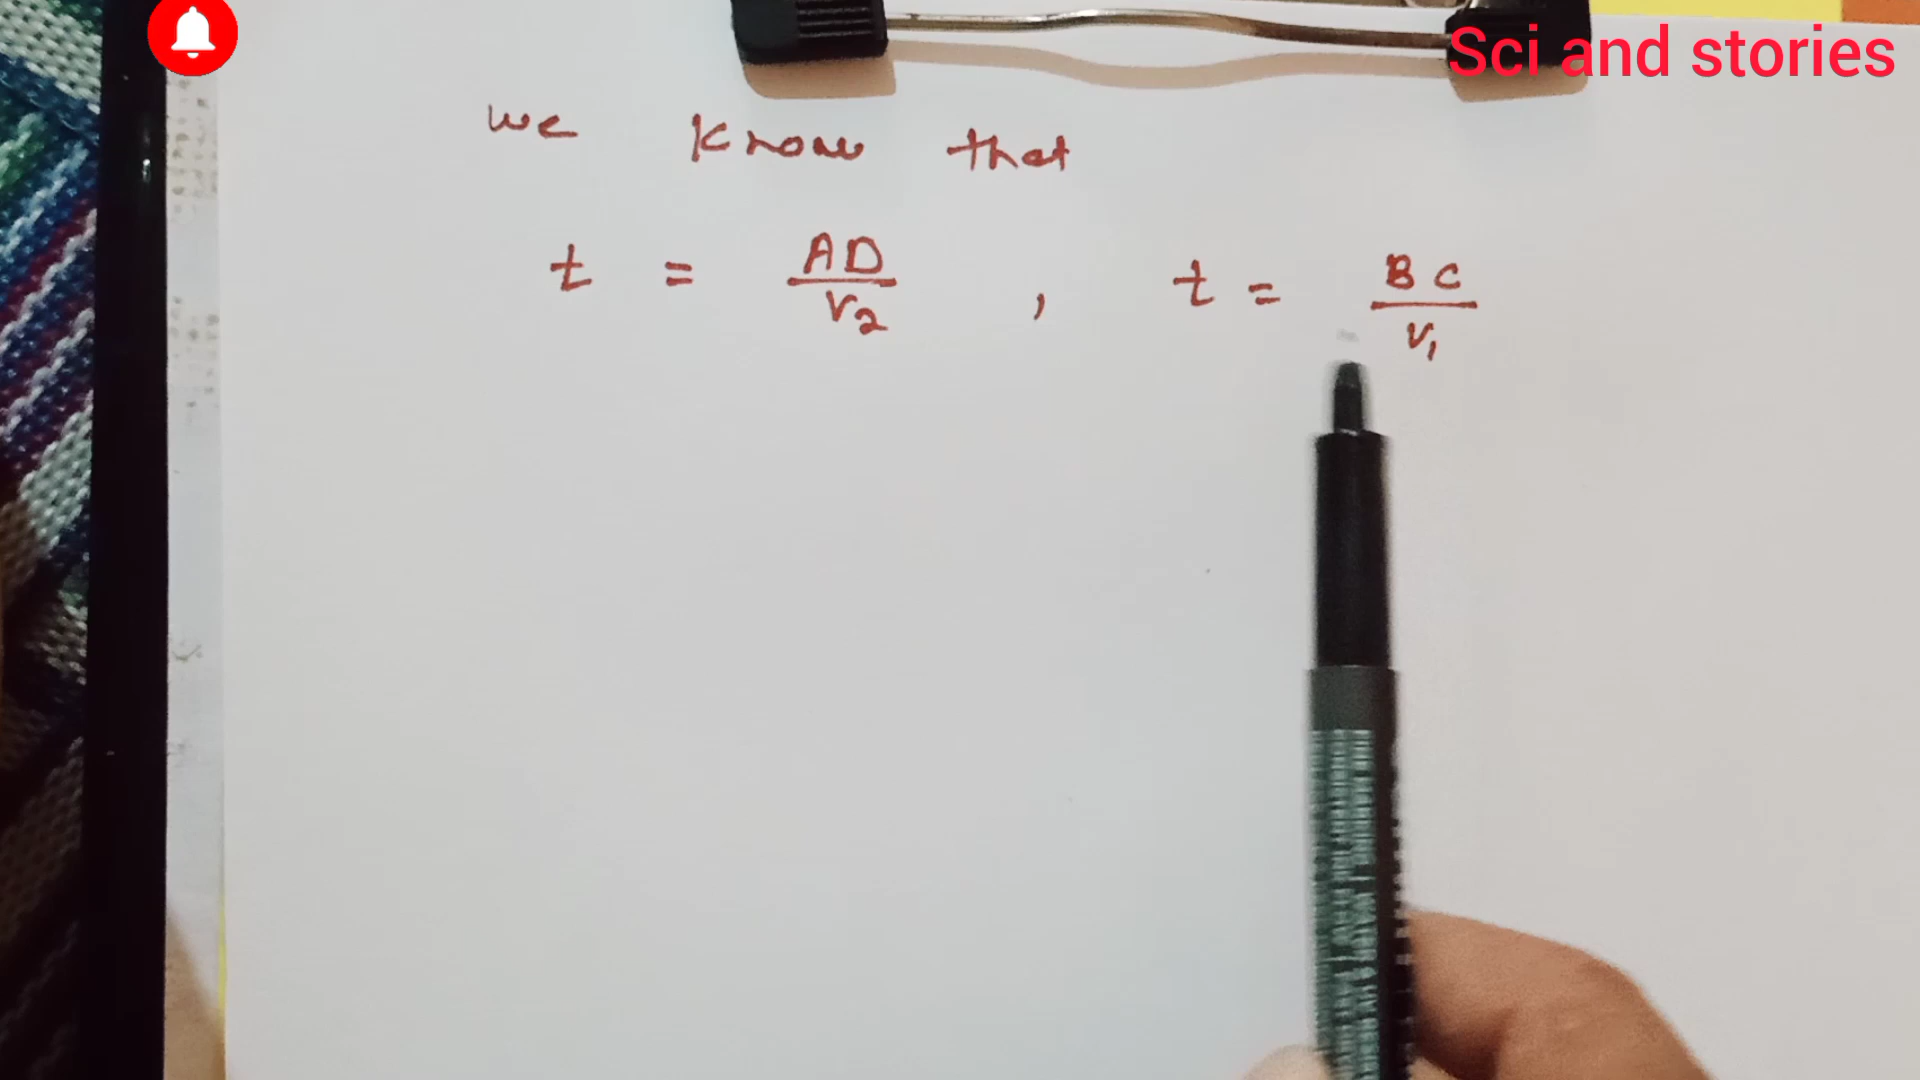 Sci and stories
we know that
t = AD/V₂ , t = BC/V₁